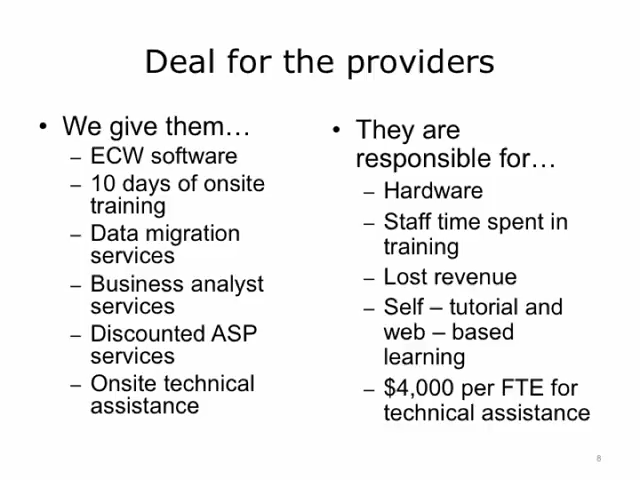 Deal for the providers
• We give them…
– ECW software
– 10 days of onsite
training
– Data migration
services
– Business analyst
services
– Discounted ASP
services
– Onsite technical
assistance
• They are
responsible for…
– Hardware
– Staff time spent in
training
– Lost revenue
– Self – tutorial and
web – based
learning
– $4,000 per FTE for
technical assistance
8